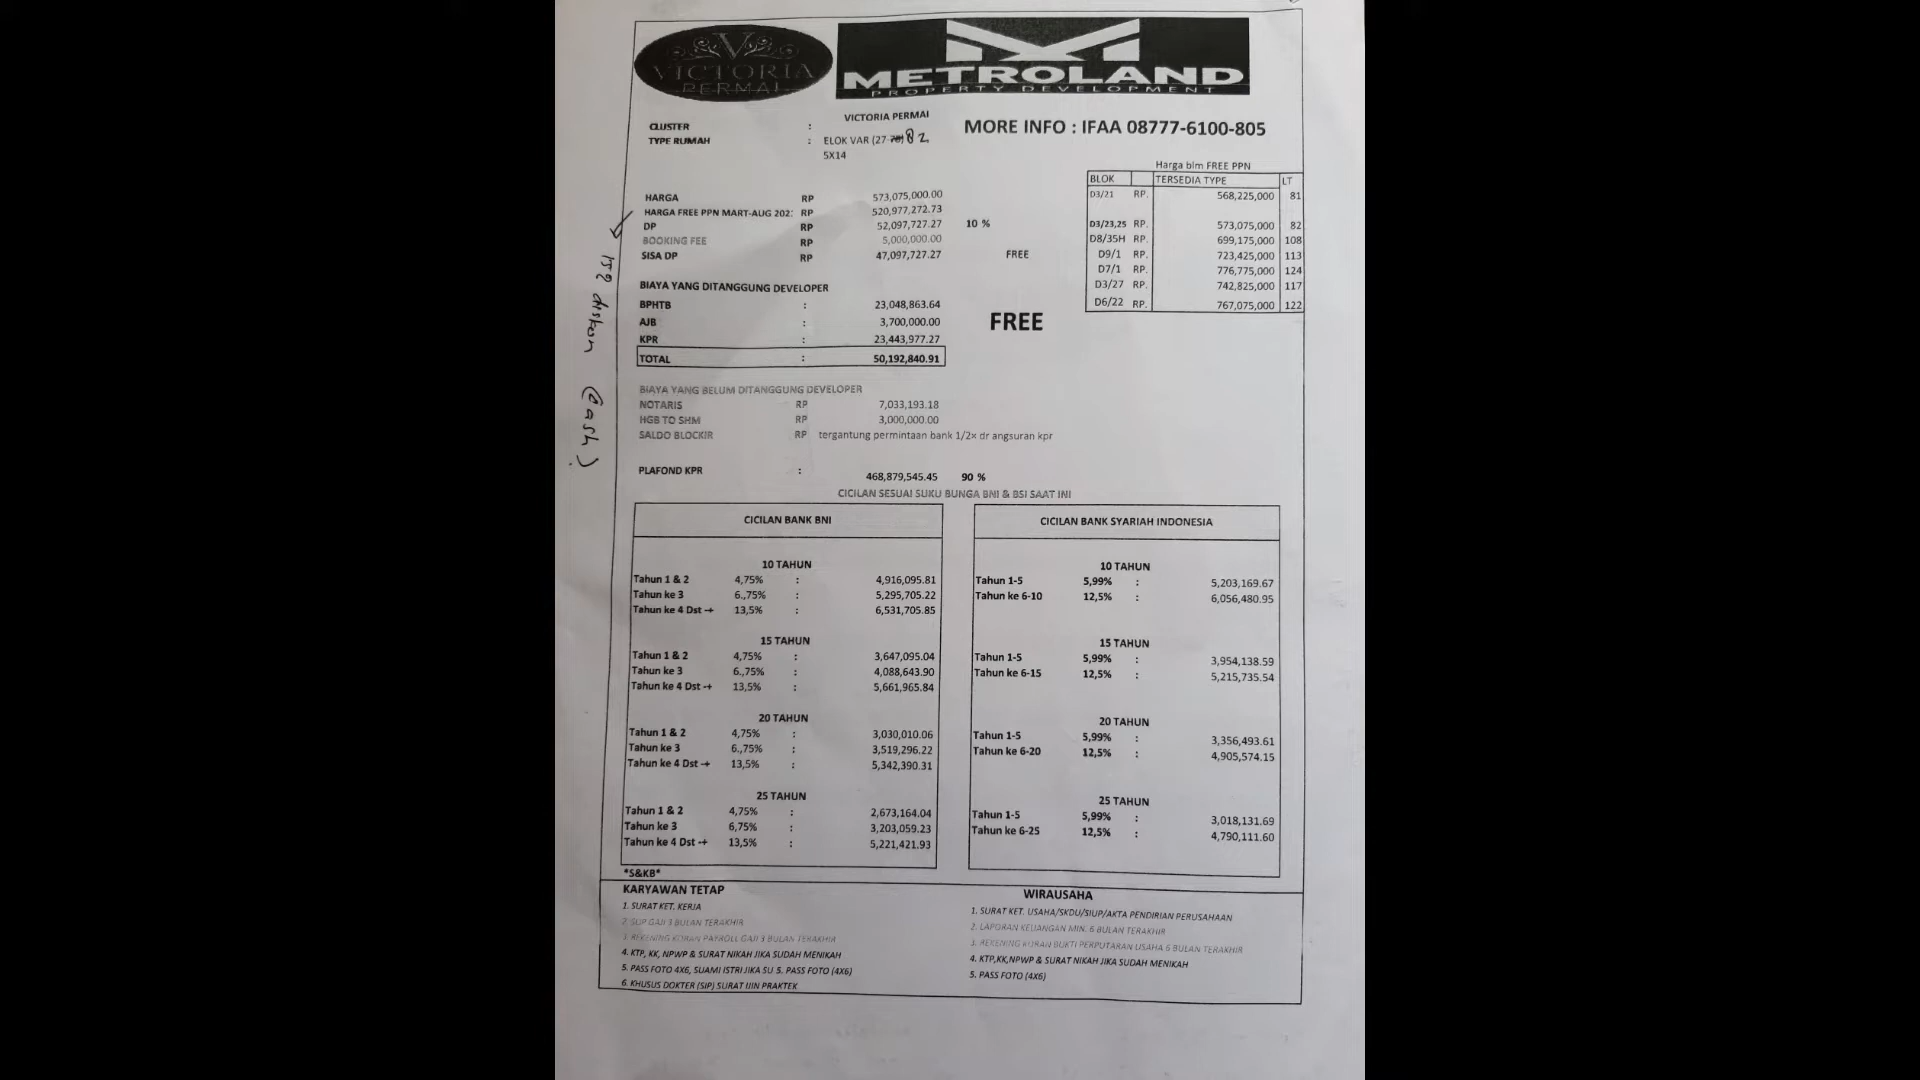 VICTORIA
PERMAI
METROLAND
PROPERTY DEVELOPMENT
CLUSTER : VICTORIA PERMAI
TYPE RUMAH : ELOK VAR (27 82
5X14
MORE INFO : IFAA 08777-6100-805
Harga blm FREE PPN
BLOK TERSEDIA TYPE LT
D3/21 RP. 568,225,000 81
D3/23,25 RP. 573,075,000 82
D8/35H RP. 699,175,000 108
D9/1 RP. 723,425,000 113
D7/1 RP. 776,775,000 124
D3/27 RP. 742,825,000 117
D6/22 RP. 767,075,000 122
HARGA RP 573,075,000.00
HARGA FREE PPN MART-AUG 202: RP 520,977,272.73
DP RP 52,097,727.27 10 %
BOOKING FEE RP 5,000,000.00
SISA DP RP 47,097,727.27 FREE
diskon (cash)
BIAYA YANG DITANGGUNG DEVELOPER
BPHTB : 23,048,863.64
AJB : 3,700,000.00
KPR : 23,443,977.27
TOTAL : 50,192,840.91
FREE
BIAYA YANG BELUM DITANGGUNG DEVELOPER
NOTARIS RP 7,033,193.18
HGB TO SHM RP 3,000,000.00
SALDO BLOCKIR RP tergantung permintaan bank 1/2x dr angsuran kpr
PLAFOND KPR : 468,879,545.45 90 %
CICILAN SESUAI SUKU BUNGA BNI & BSI SAAT INI
CICILAN BANK BNI
10 TAHUN
Tahun 1 & 2 4,75% : 4,916,095.81
Tahun ke 3 6.,75% : 5,295,705.22
Tahun ke 4 Dst -+ 13,5% : 6,531,705.85
15 TAHUN
Tahun 1 & 2 4,75% : 3,647,095.04
Tahun ke 3 6.,75% : 4,088,643.90
Tahun ke 4 Dst -+ 13,5% : 5,661,965.84
20 TAHUN
Tahun 1 & 2 4,75% : 3,030,010.06
Tahun ke 3 6.,75% : 3,519,296.22
Tahun ke 4 Dst -+ 13,5% : 5,342,390.31
25 TAHUN
Tahun 1 & 2 4,75% : 2,673,164.04
Tahun ke 3 6,75% : 3,203,059.23
Tahun ke 4 Dst -+ 13,5% : 5,221,421.93
CICILAN BANK SYARIAH INDONESIA
10 TAHUN
Tahun 1-5 5,99% : 5,203,169.67
Tahun ke 6-10 12,5% : 6,056,480.95
15 TAHUN
Tahun 1-5 5,99% : 3,954,138.59
Tahun ke 6-15 12,5% : 5,215,735.54
20 TAHUN
Tahun 1-5 5,99% : 3,356,493.61
Tahun ke 6-20 12,5% : 4,905,574.15
25 TAHUN
Tahun 1-5 5,99% : 3,018,131.69
Tahun ke 6-25 12,5% : 4,790,111.60
*S&KB*
KARYAWAN TETAP
1. SURAT KET. KERJA
2. SLIP GAJI 3 BULAN TERAKHIR
3. REKENING KORAN PAYROLL GAJI 3 BULAN TERAKHIR
4. KTP, KK, NPWP & SURAT NIKAH JIKA SUDAH MENIKAH
5. PASS FOTO 4X6, SUAMI ISTRI JIKA SU 5. PASS FOTO (4X6)
6. KHUSUS DOKTER (SIP) SURAT IJIN PRAKTEK
WIRAUSAHA
1. SURAT KET. USAHA/SKDU/SIUP/AKTA PENDIRIAN PERUSAHAAN
2. LAPORAN KEUANGAN MIN. 6 BULAN TERAKHIR
3. REKENING KORAN BUKTI PERPUTARAN USAHA 6 BULAN TERAKHIR
4. KTP,KK,NPWP & SURAT NIKAH JIKA SUDAH MENIKAH
5. PASS FOTO (4X6)